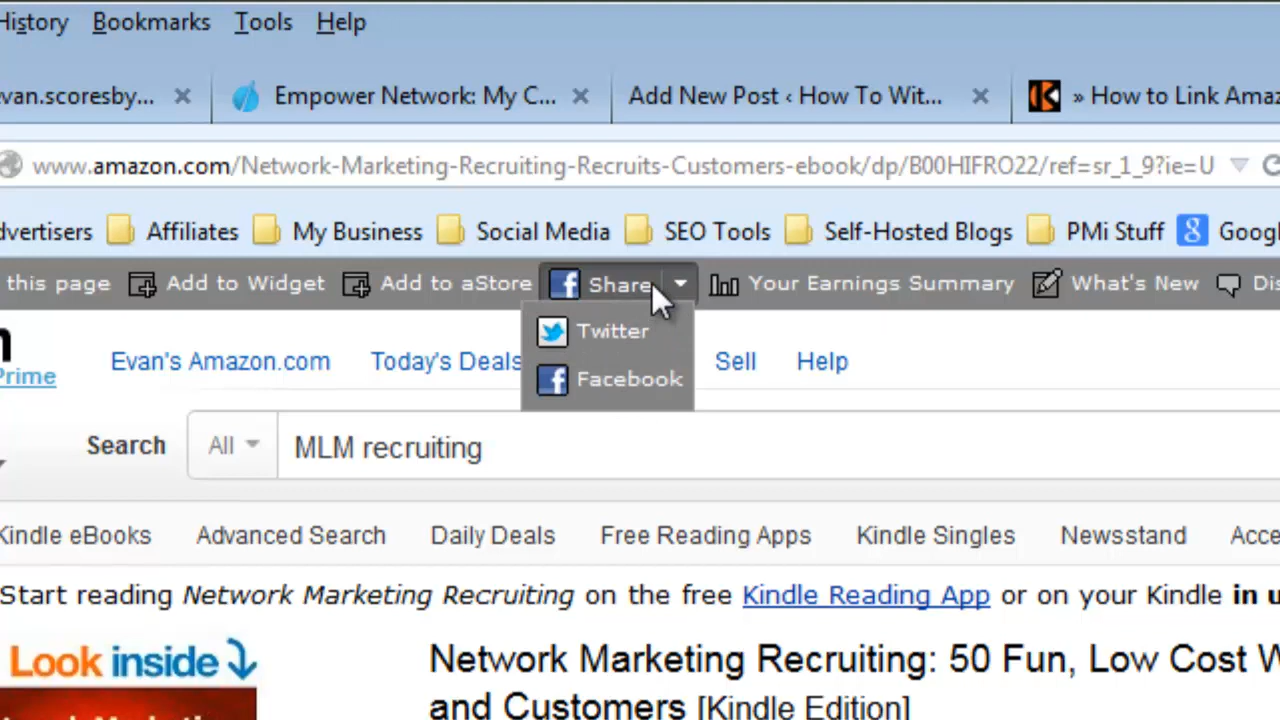 History Bookmarks Tools Help
van.scoresby... Empower Network: My C... Add New Post ‹ How To Wit... » How to Link Amaz
www.amazon.com/Network-Marketing-Recruiting-Recruits-Customers-ebook/dp/B00HIFRO22/ref=sr_1_9?ie=U
dvertisers Affiliates My Business Social Media SEO Tools Self-Hosted Blogs PMi Stuff Googl
this page Add to Widget Add to aStore Share Your Earnings Summary What's New Dis
Twitter
Facebook
Prime Evan's Amazon.com Today's Deals Sell Help
Search All MLM recruiting
Kindle eBooks Advanced Search Daily Deals Free Reading Apps Kindle Singles Newsstand Acce
Start reading Network Marketing Recruiting on the free Kindle Reading App or on your Kindle in u
Look inside
Network Marketing Recruiting: 50 Fun, Low Cost W
and Customers [Kindle Edition]